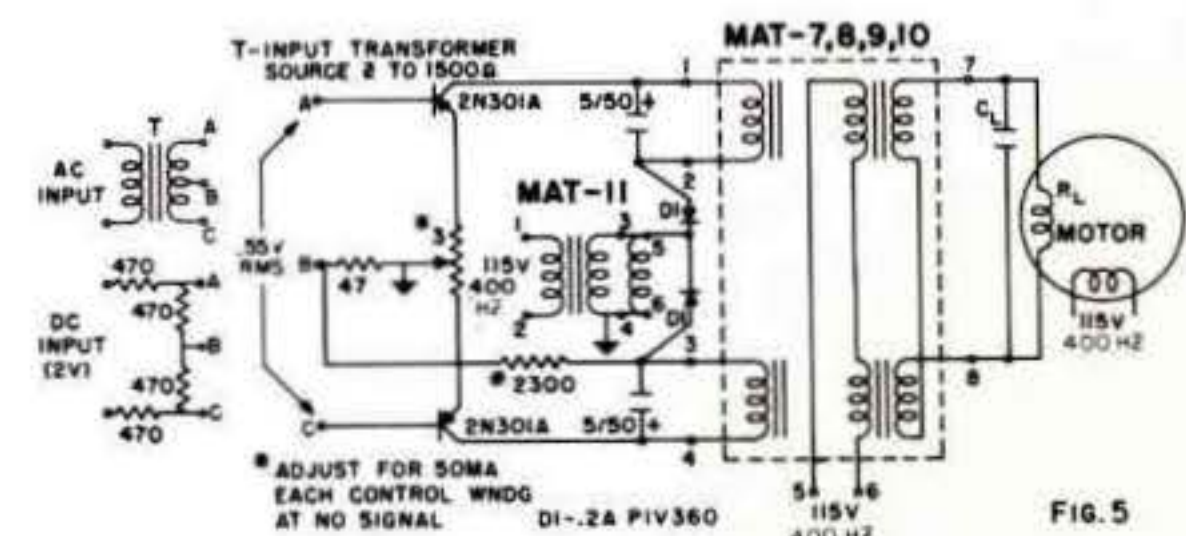 MAT-7,8,9,10
T-INPUT TRANSFORMER
SOURCE 2 TO 1500Ω
A
2N301A
5/50 +
1
7
CL
T
A
AC
INPUT
B
C
MAT-11
2
D1
RL
MOTOR
.55V
RMS
B
47
* 3
1
115V
400
HZ
2
3
5
4
6
D1
3
8
115V
400 HZ
470
A
470
DC
INPUT
(2V)
B
470
C
470
* 2300
C
2N301A
5/50 +
4
* ADJUST FOR 50MA
EACH CONTROL WNDG
AT NO SIGNAL
D1-.2A PIV360
5
6
115V
400 HZ
FIG. 5